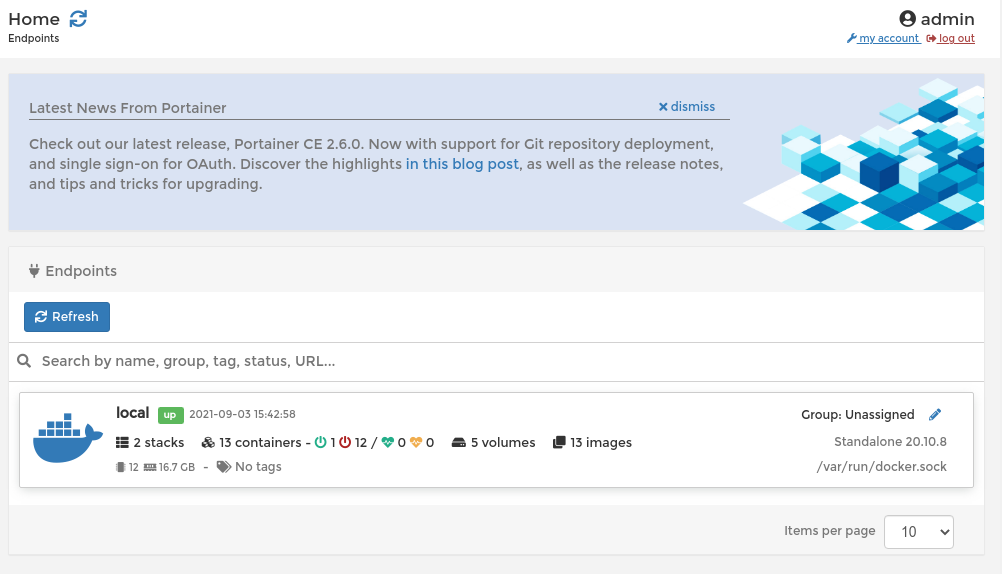 Home
admin
Endpoints
my account log out
Latest News From Portainer
dismiss
Check out our latest release, Portainer CE 2.6.0. Now with support for Git repository deployment,
and single sign-on for OAuth. Discover the highlights in this blog post, as well as the release notes,
and tips and tricks for upgrading.
Endpoints
Refresh
Search by name, group, tag, status, URL...
local up 2021-09-03 15:42:58
Group: Unassigned
2 stacks 13 containers - 1 12 / 0 0 5 volumes 13 images
Standalone 20.10.8
12 16.7 GB - No tags
/var/run/docker.sock
Items per page 10